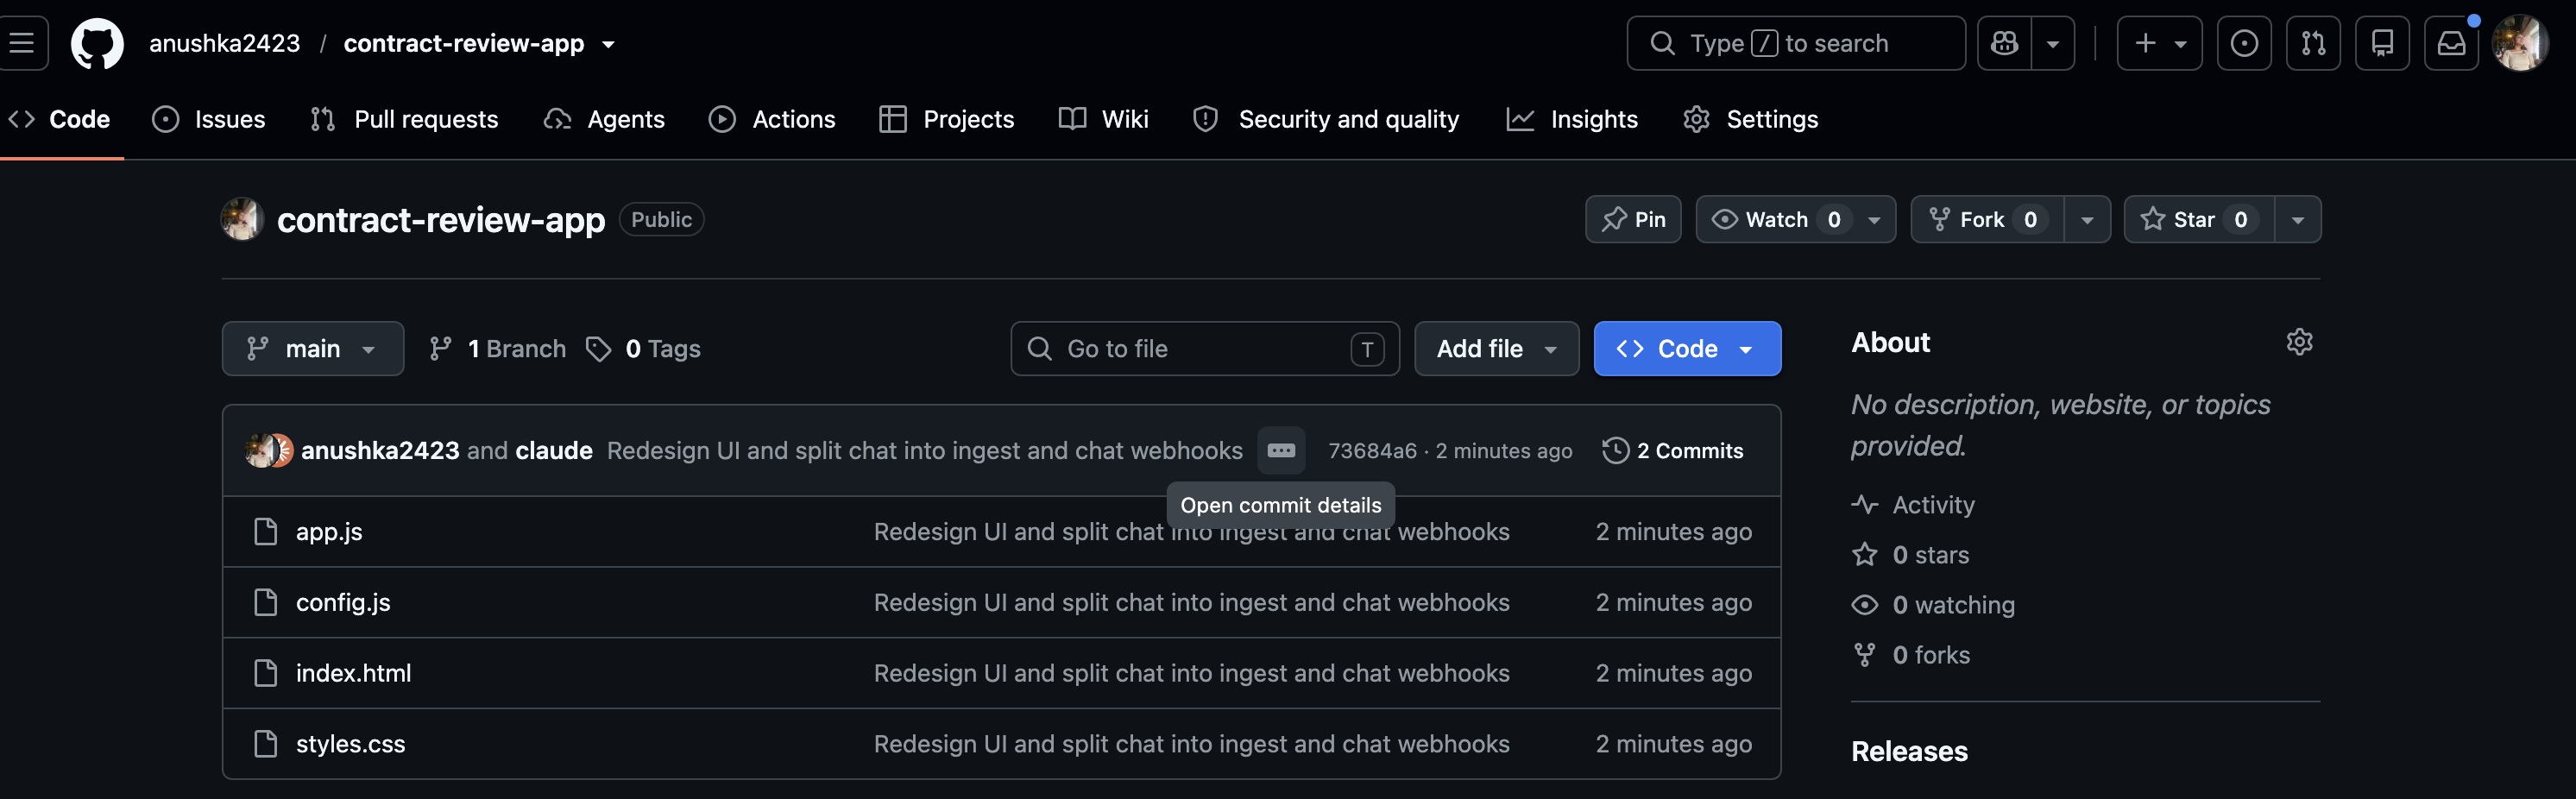 anushka2423 / contract-review-app
Type / to search
Code Issues Pull requests Agents Actions Projects Wiki Security and quality Insights Settings
contract-review-app Public
Pin Watch 0 Fork 0 Star 0
main 1 Branch 0 Tags Go to file T Add file Code
anushka2423 and claude Redesign UI and split chat into ingest and chat webhooks 73684a6 · 2 minutes ago 2 Commits
Open commit details
app.js Redesign UI and split chat into ingest and chat webhooks 2 minutes ago
config.js Redesign UI and split chat into ingest and chat webhooks 2 minutes ago
index.html Redesign UI and split chat into ingest and chat webhooks 2 minutes ago
styles.css Redesign UI and split chat into ingest and chat webhooks 2 minutes ago
About
No description, website, or topics
provided.
Activity
0 stars
0 watching
0 forks
Releases